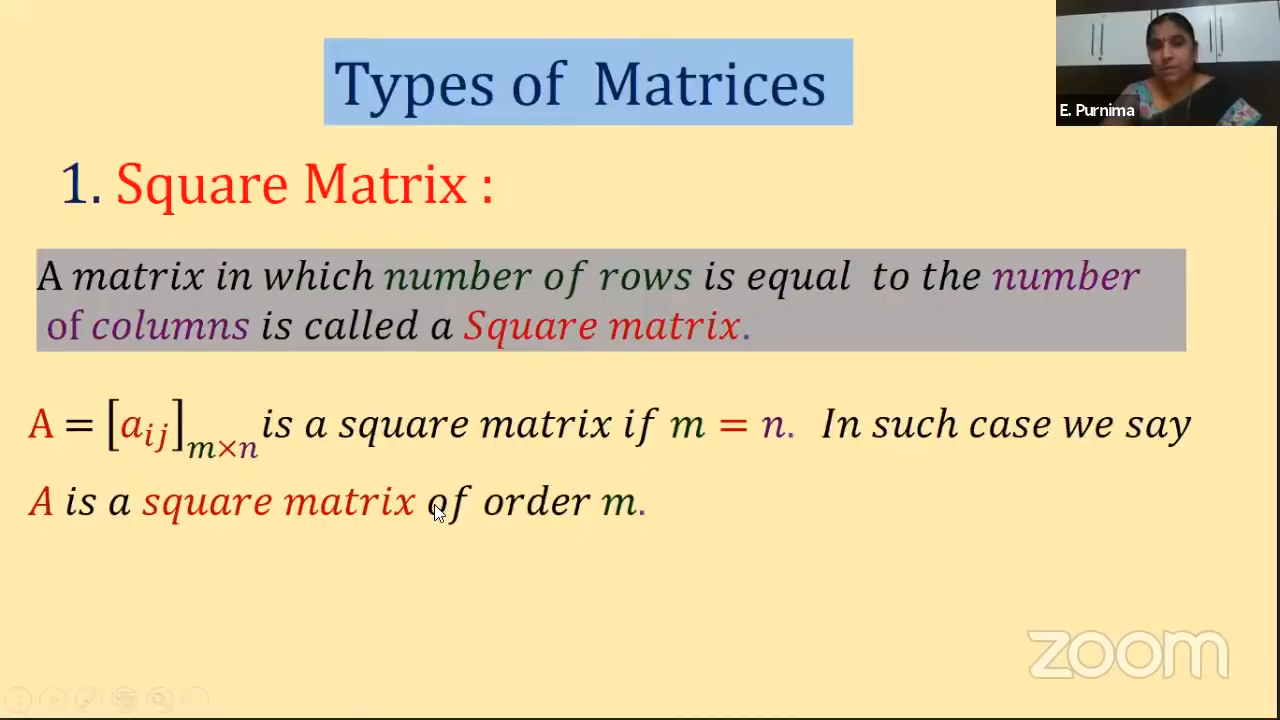 Types of Matrices
E. Purnima
1. Square Matrix :
A matrix in which number of rows is equal to the number
of columns is called a Square matrix.
A = [aᵢⱼ]ₘₓₙ is a square matrix if m = n. In such case we say
A is a square matrix of order m.
zoom